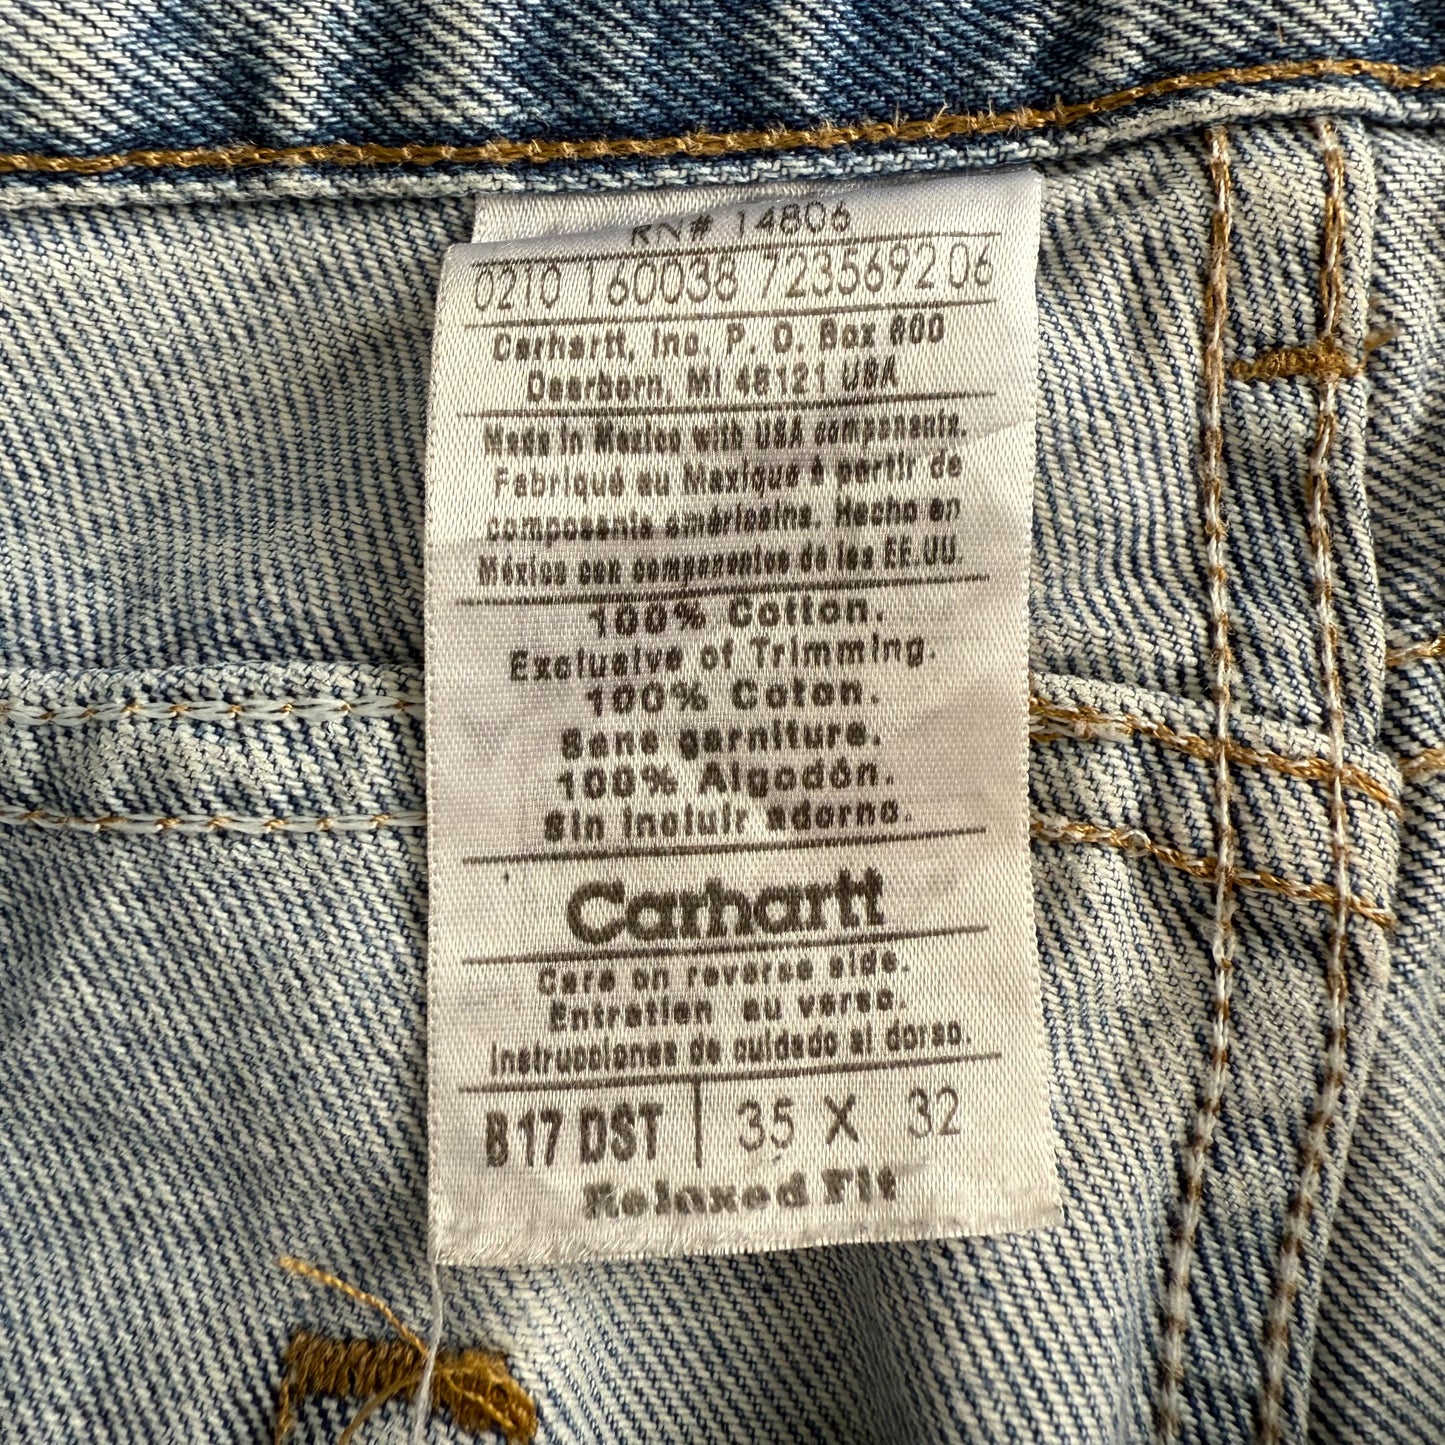 RN# 14806
0210 160038 7235692 06
Carhartt, Inc. P. O. Box 600
Dearborn, MI 48121 USA
Made in Mexico with USA components.
Fabriqué au Mexique à partir de
composants américains. Hecho en
México con componentes de los EE.UU.
100% Cotton.
Exclusive of Trimming.
100% Coton.
Sans garniture.
100% Algodón.
Sin incluir adorno.
Carhartt
Care on reverse side.
Entretien au verso.
Instrucciones de cuidado al dorso.
B17 DST | 35 X 32
Relaxed Fit